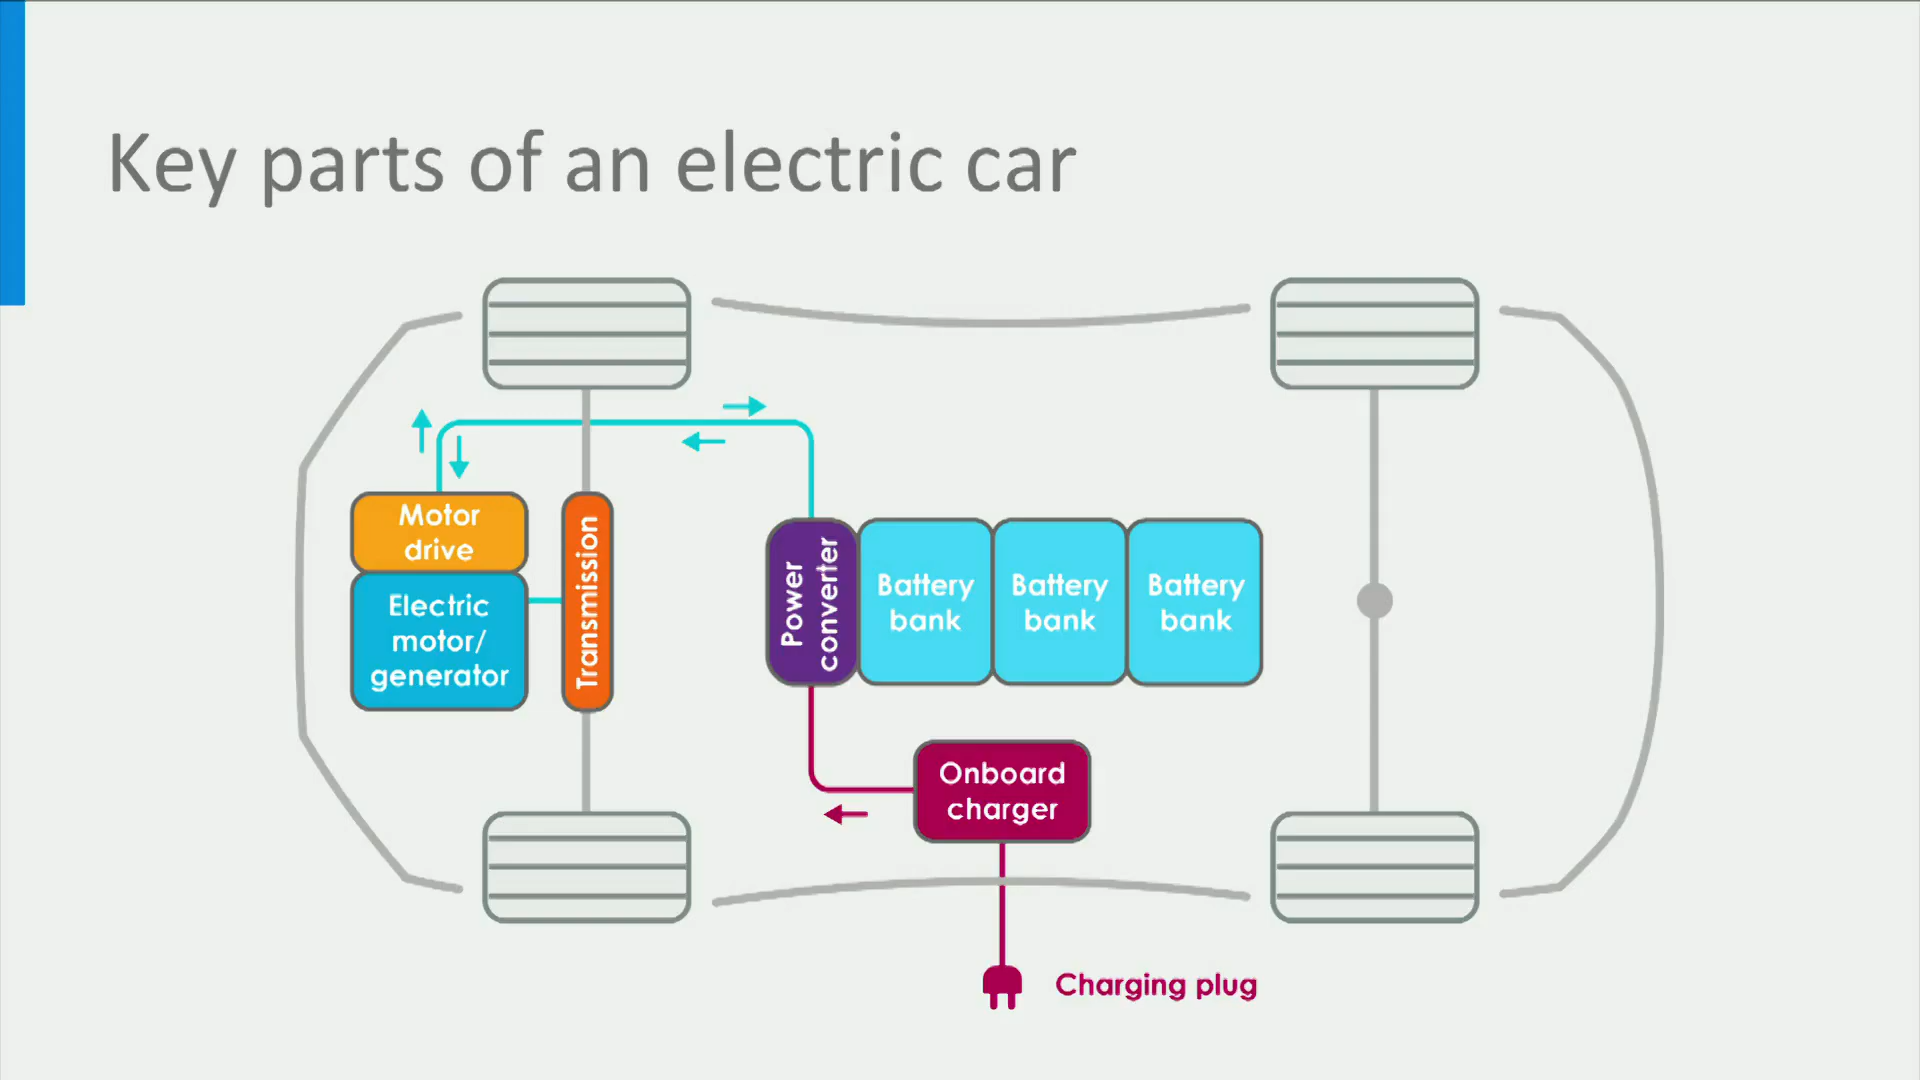 Key parts of an electric car
Motor
drive
Electric
motor/
generator
Transmission
Power
converter
Battery
bank
Battery
bank
Battery
bank
Onboard
charger
Charging plug